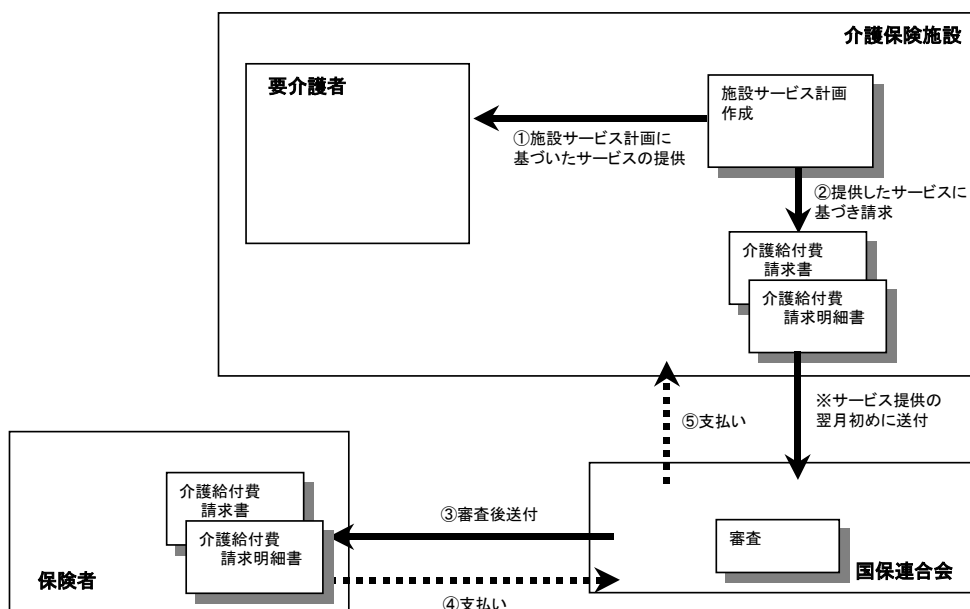 介護保険施設
要介護者
施設サービス計画
作成
①施設サービス計画に
基づいたサービスの提供
②提供したサービスに
基づき請求
介護給付費
請求書
介護給付費
請求明細書
※サービス提供の
翌月初めに送付
⑤支払い
介護給付費
請求書
介護給付費
請求明細書
③審査後送付
審査
保険者
国保連合会
④支払い